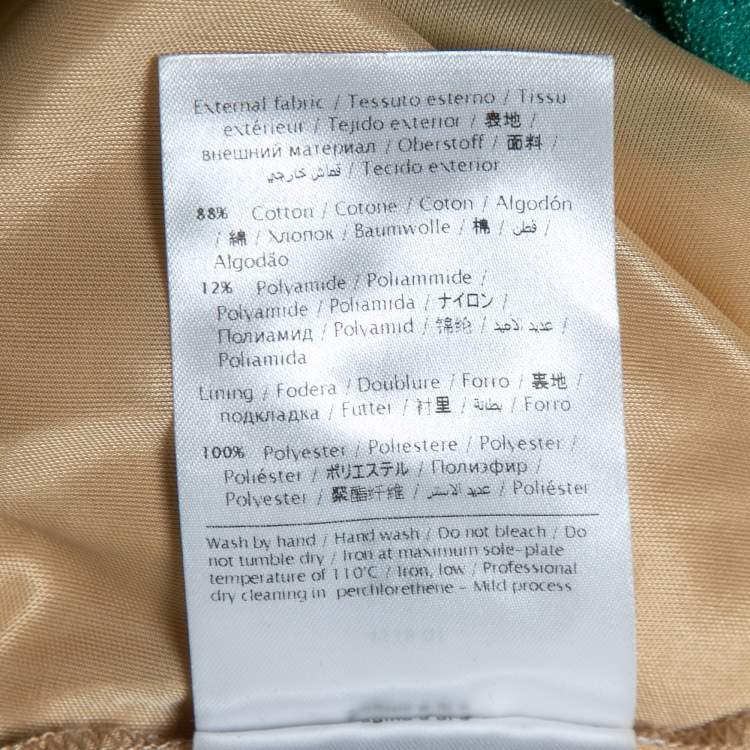 External fabric / Tessuto esterno / Tissu
extérieur / Tejido exterior / 表地 /
внешний материал / Oberstoff / 面料 /
قماش خارجي / Tecido exterior
88% Cotton / Cotone / Coton / Algodón
/ 綿 / Хлопок / Baumwolle / 棉 / قطن /
Algodão
12% Polyamide / Poliammide /
Polyamide / Poliamida / ナイロン /
Полиамид / Polyamid / 锦纶 / عديد الأميد /
Poliamida
Lining / Fodera / Doublure / Forro / 裏地 /
подкладка / Futter / 衬里 / بطانة / Forro
100% Polyester / Poliestere / Polyester /
Poliéster / ポリエステル / Полиэфир /
Polyester / 聚酯纤维 / عديد الاستر / Poliéster
Wash by hand / Hand wash / Do not bleach / Do
not tumble dry / Iron at maximum sole-plate
temperature of 110°C / Iron, low / Professional
dry cleaning in perchlorethene - Mild process